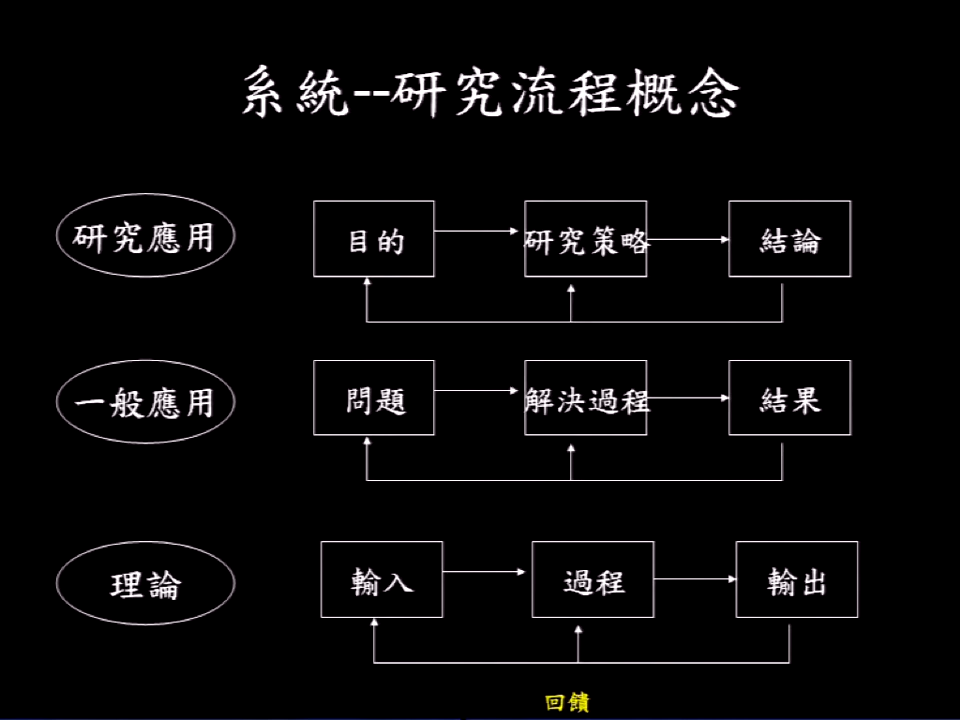 系統--研究流程概念
研究應用
目的
研究策略
結論
一般應用
問題
解決過程
結果
理論
輸入
過程
輸出
回饋